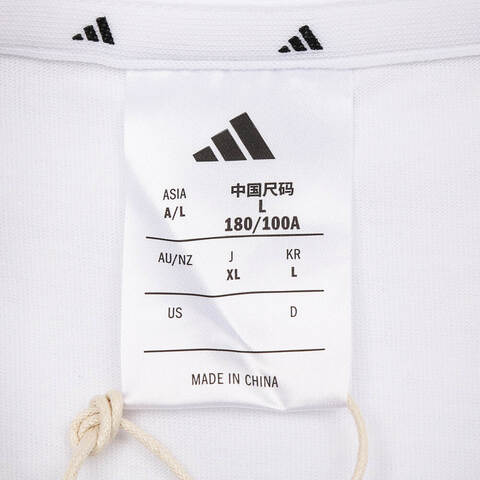 ASIA 中国尺码
A/L L
180/100A
AU/NZ J KR
XL L
US D
MADE IN CHINA